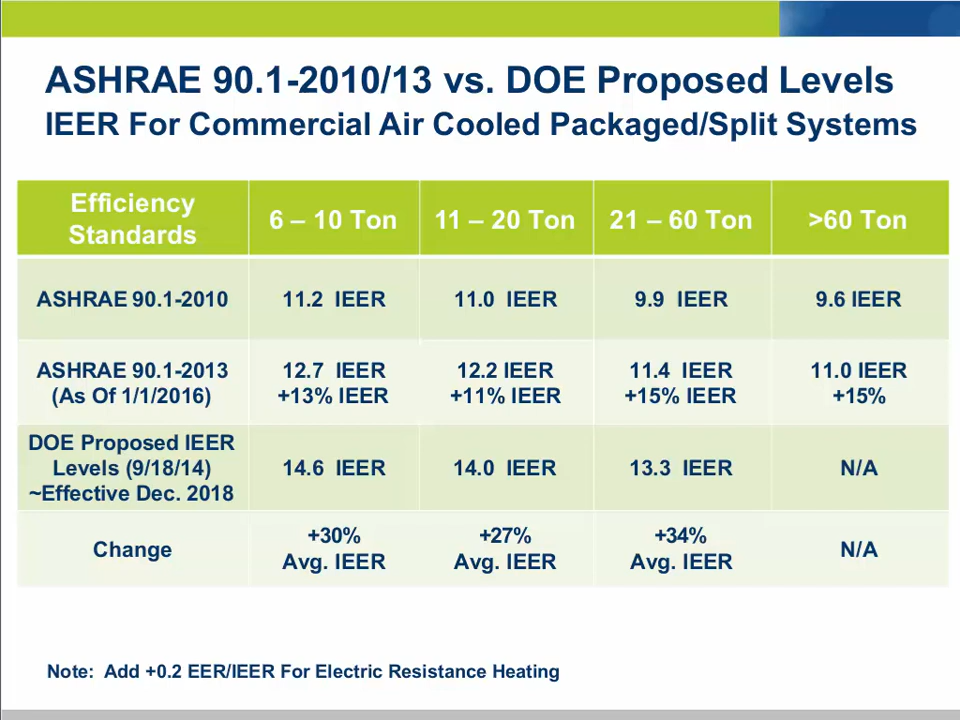 ASHRAE 90.1-2010/13 vs. DOE Proposed Levels
IEER For Commercial Air Cooled Packaged/Split Systems
Efficiency
Standards
6 – 10 Ton
11 – 20 Ton
21 – 60 Ton
>60 Ton
ASHRAE 90.1-2010
11.2 IEER
11.0 IEER
9.9 IEER
9.6 IEER
ASHRAE 90.1-2013
(As Of 1/1/2016)
12.7 IEER
+13% IEER
12.2 IEER
+11% IEER
11.4 IEER
+15% IEER
11.0 IEER
+15%
DOE Proposed IEER
Levels (9/18/14)
~Effective Dec. 2018
14.6 IEER
14.0 IEER
13.3 IEER
N/A
Change
+30%
Avg. IEER
+27%
Avg. IEER
+34%
Avg. IEER
N/A
Note: Add +0.2 EER/IEER For Electric Resistance Heating